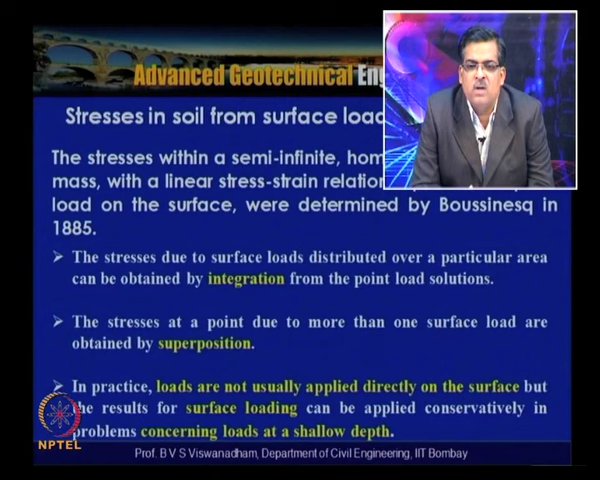 Advanced Geotechnical En
Stresses in soil from surface load
The stresses within a semi-infinite, hom
mass, with a linear stress-strain relation
load on the surface, were determined by Boussinesq in
1885.
➢ The stresses due to surface loads distributed over a particular area
can be obtained by integration from the point load solutions.
➢ The stresses at a point due to more than one surface load are
obtained by superposition.
➢ In practice, loads are not usually applied directly on the surface but
the results for surface loading can be applied conservatively in
problems concerning loads at a shallow depth.
NPTEL
Prof. B V S Viswanadham, Department of Civil Engineering, IIT Bombay